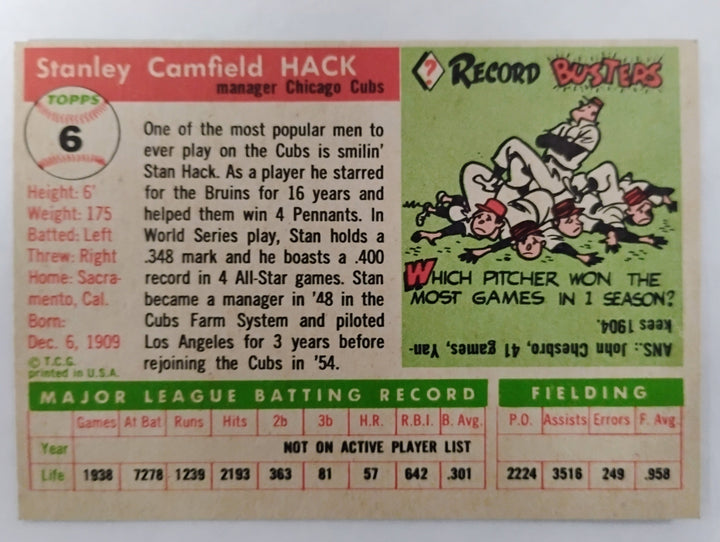 Stanley Camfield HACK
manager Chicago Cubs
TOPPS
6
Height: 6'
Weight: 175
Batted: Left
Threw: Right
Home: Sacra-
mento, Cal.
Born:
Dec. 6, 1909
© T.C.G.
printed in U.S.A.
One of the most popular men to
ever play on the Cubs is smilin'
Stan Hack. As a player he starred
for the Bruins for 16 years and
helped them win 4 Pennants. In
World Series play, Stan holds a
.348 mark and he boasts a .400
record in 4 All-Star games. Stan
became a manager in '48 in the
Cubs Farm System and piloted
Los Angeles for 3 years before
rejoining the Cubs in '54.
? RECORD BUSTERS
WHICH PITCHER WON THE
MOST GAMES IN 1 SEASON?
ANS.: John Chesbro, 41 games, Yan-
kees 1904.
MAJOR LEAGUE BATTING RECORD
Games At Bat Runs Hits 2b 3b H.R. R.B.I. B. Avg.
Year NOT ON ACTIVE PLAYER LIST
Life 1938 7278 1239 2193 363 81 57 642 .301
FIELDING
P.O. Assists Errors F. Avg.
2224 3516 249 .958